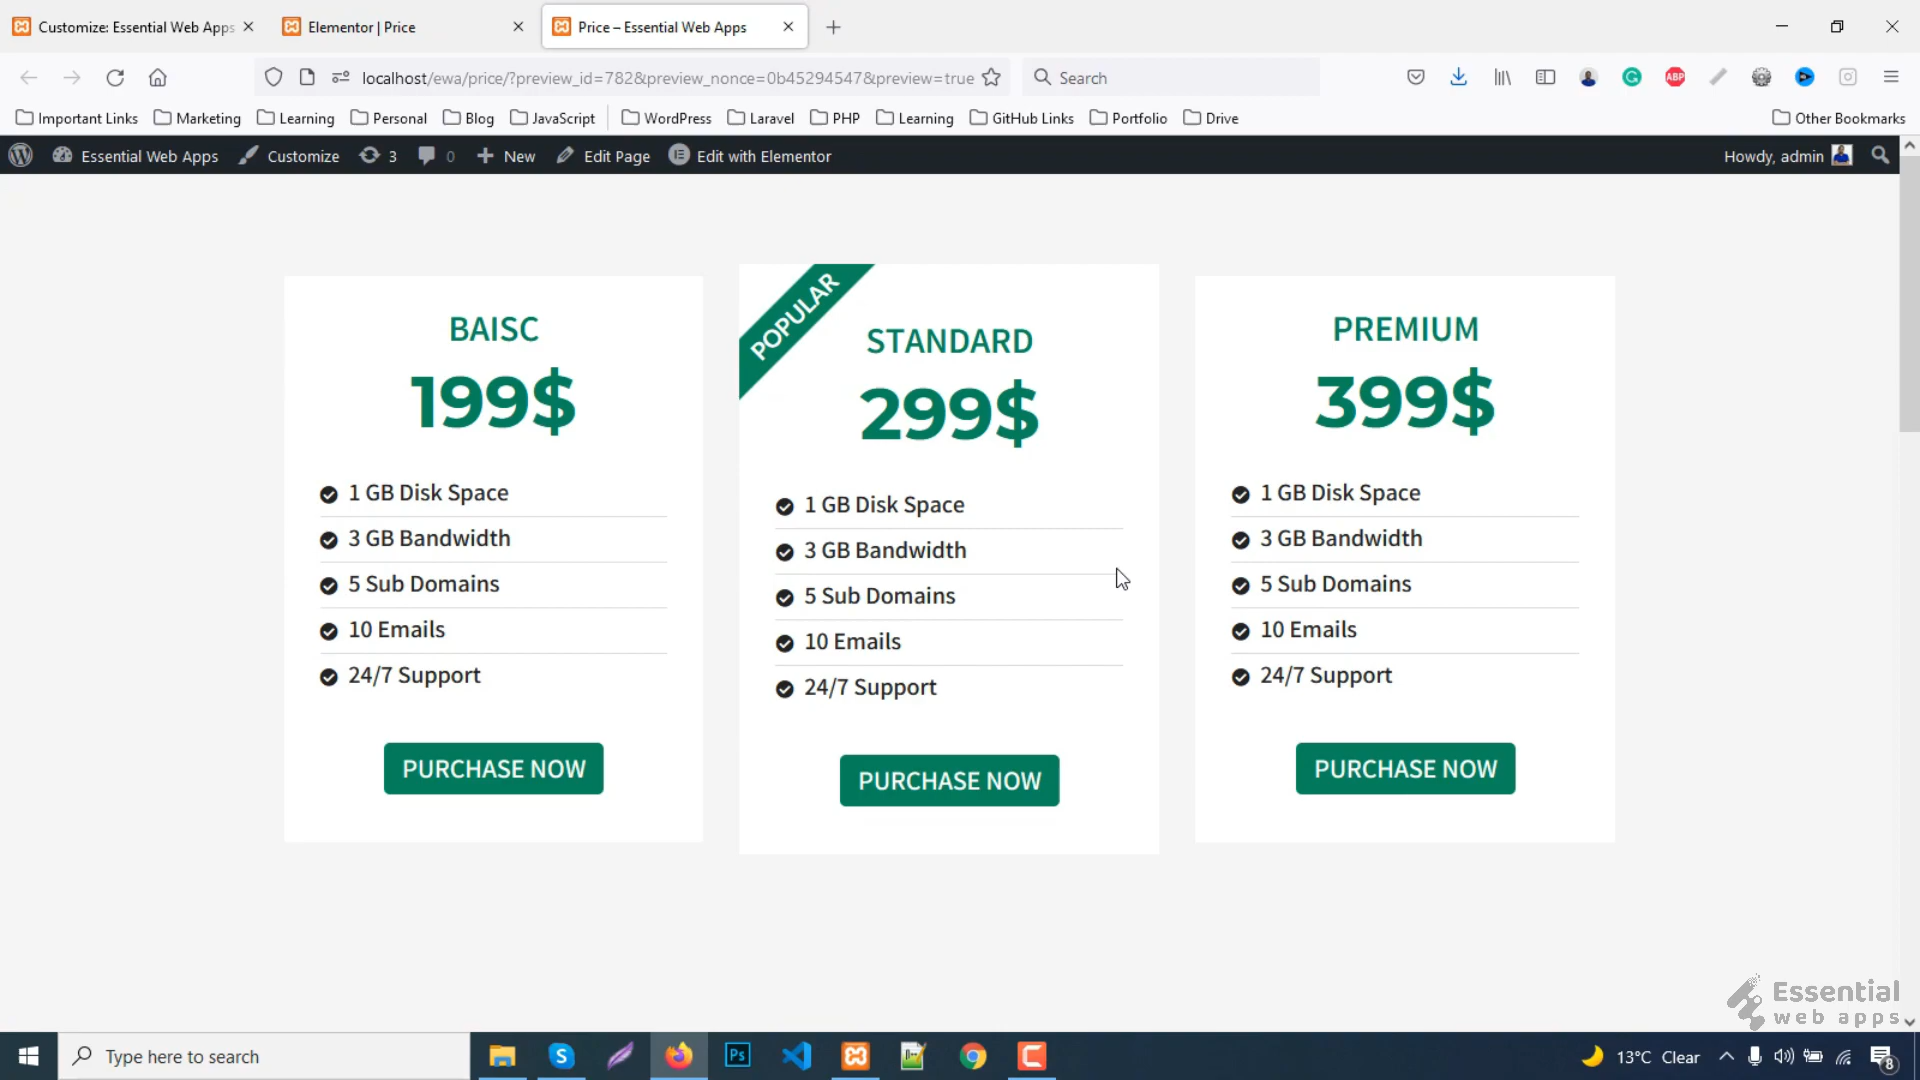 Customize: Essential Web Apps
Elementor | Price
Price – Essential Web Apps
localhost/ewa/price/?preview_id=782&preview_nonce=0b45294547&preview=true
Search
ABP
Important Links
Marketing
Learning
Personal
Blog
JavaScript
WordPress
Laravel
PHP
Learning
GitHub Links
Portfolio
Drive
Other Bookmarks
Essential Web Apps
Customize
3
0
New
Edit Page
Edit with Elementor
Howdy, admin
BAISC
199$
1 GB Disk Space
3 GB Bandwidth
5 Sub Domains
10 Emails
24/7 Support
PURCHASE NOW
POPULAR
STANDARD
299$
1 GB Disk Space
3 GB Bandwidth
5 Sub Domains
10 Emails
24/7 Support
PURCHASE NOW
PREMIUM
399$
1 GB Disk Space
3 GB Bandwidth
5 Sub Domains
10 Emails
24/7 Support
PURCHASE NOW
Essential
web apps
Type here to search
Ps
13°C Clear
8